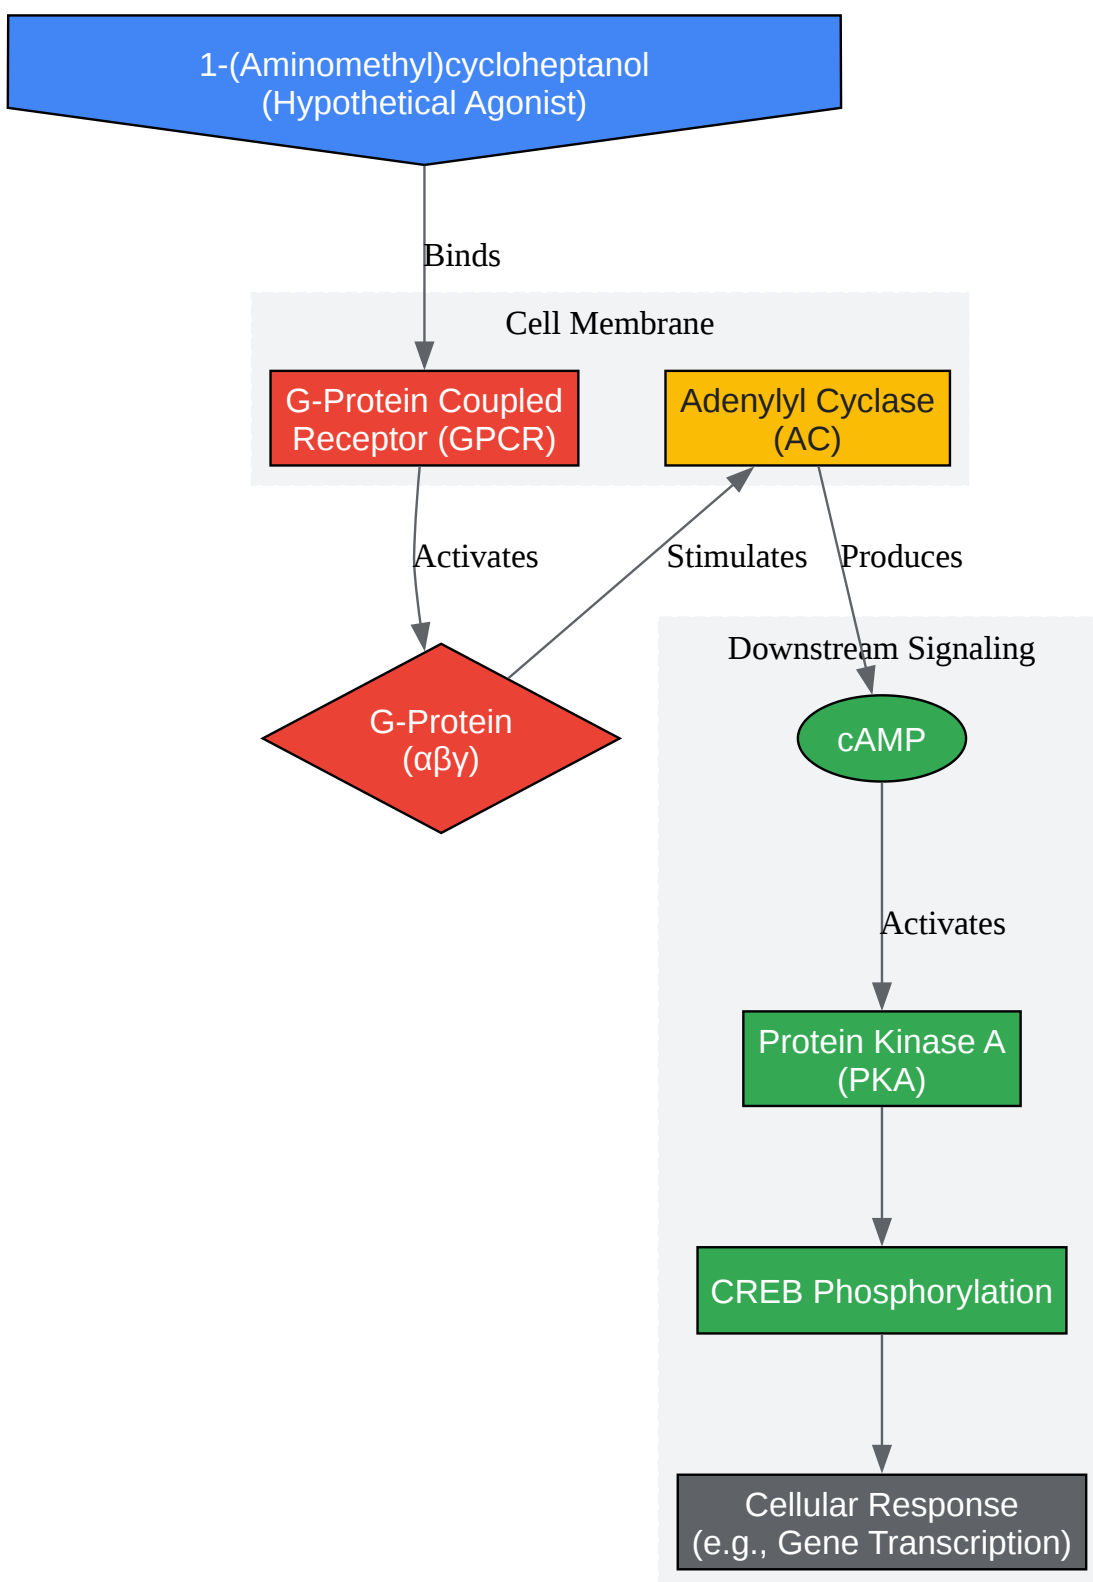 1-(Aminomethyl)cycloheptanol
(Hypothetical Agonist)
Binds
Cell Membrane
G-Protein Coupled
Receptor (GPCR)
Adenylyl Cyclase
(AC)
Activates
Stimulates
Produces
Downstream Signaling
G-Protein
(αβγ)
cAMP
Activates
Protein Kinase A
(PKA)
CREB Phosphorylation
Cellular Response
(e.g., Gene Transcription)